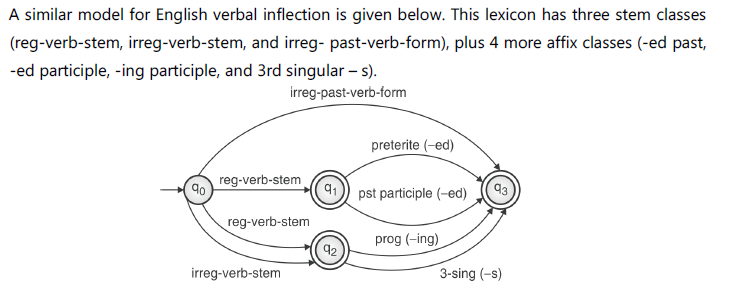 A similar model for English verbal inflection is given below. This lexicon has three stem classes
(reg-verb-stem, irreg-verb-stem, and irreg- past-verb-form), plus 4 more affix classes (-ed past,
-ed participle, -ing participle, and 3rd singular – s).
irreg-past-verb-form
preterite (–ed)
reg-verb-stem
q0
q1
pst participle (–ed)
q3
reg-verb-stem
prog (–ing)
q2
irreg-verb-stem
3-sing (–s)